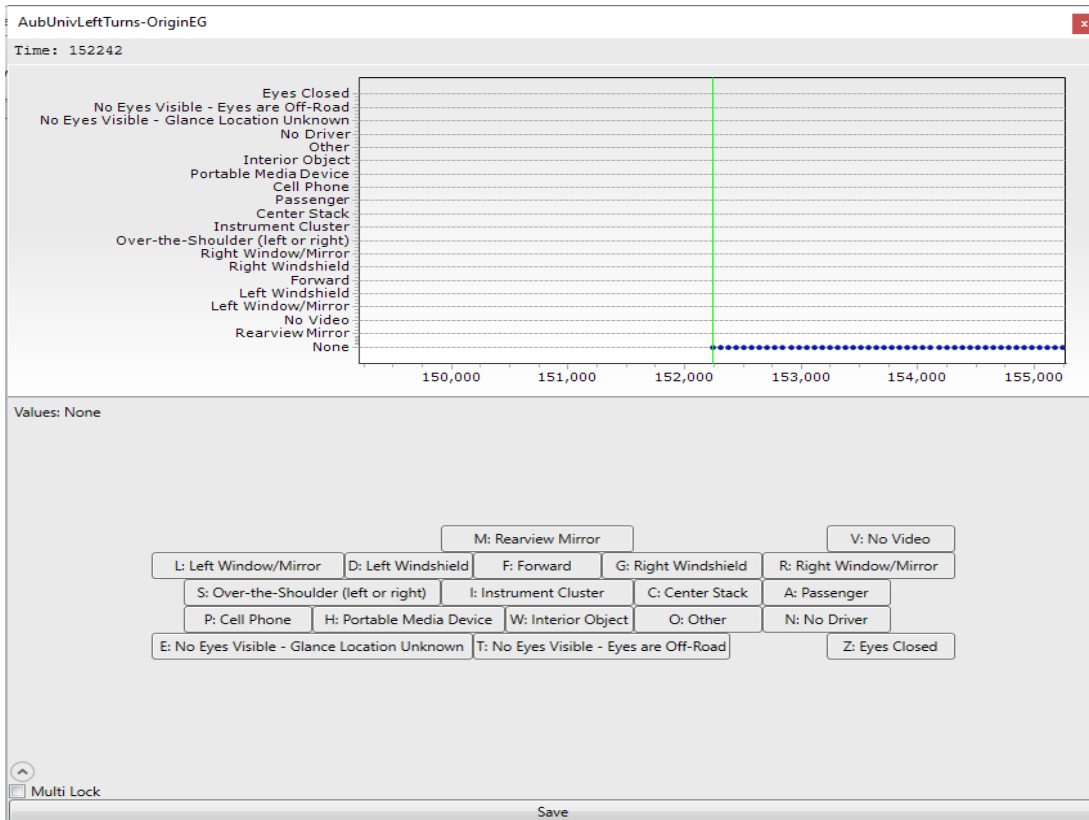 AubUnivLeftTurns-OriginEG
x
Time: 152242
Eyes Closed
No Eyes Visible - Eyes are Off-Road
No Eyes Visible - Glance Location Unknown
No Driver
Other
Interior Object
Portable Media Device
Cell Phone
Passenger
Center Stack
Instrument Cluster
Over-the-Shoulder (left or right)
Right Window/Mirror
Right Windshield
Forward
Left Windshield
Left Window/Mirror
No Video
Rearview Mirror
None
150,000 151,000 152,000 153,000 154,000 155,000
Values: None
M: Rearview Mirror V: No Video
L: Left Window/Mirror D: Left Windshield F: Forward G: Right Windshield R: Right Window/Mirror
S: Over-the-Shoulder (left or right) I: Instrument Cluster C: Center Stack A: Passenger
P: Cell Phone H: Portable Media Device W: Interior Object O: Other N: No Driver
E: No Eyes Visible - Glance Location Unknown T: No Eyes Visible - Eyes are Off-Road Z: Eyes Closed
Multi Lock
Save